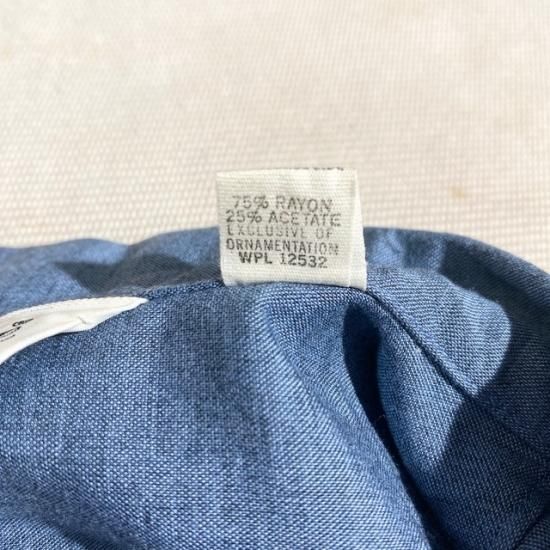 75% RAYON
25% ACETATE
EXCLUSIVE OF
ORNAMENTATION
WPL 12532